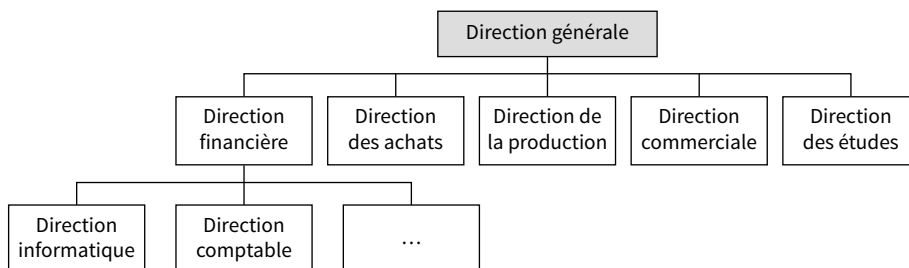 Direction générale
Direction
financière
Direction
des achats
Direction de
la production
Direction
commerciale
Direction
des études
Direction
informatique
Direction
comptable
…